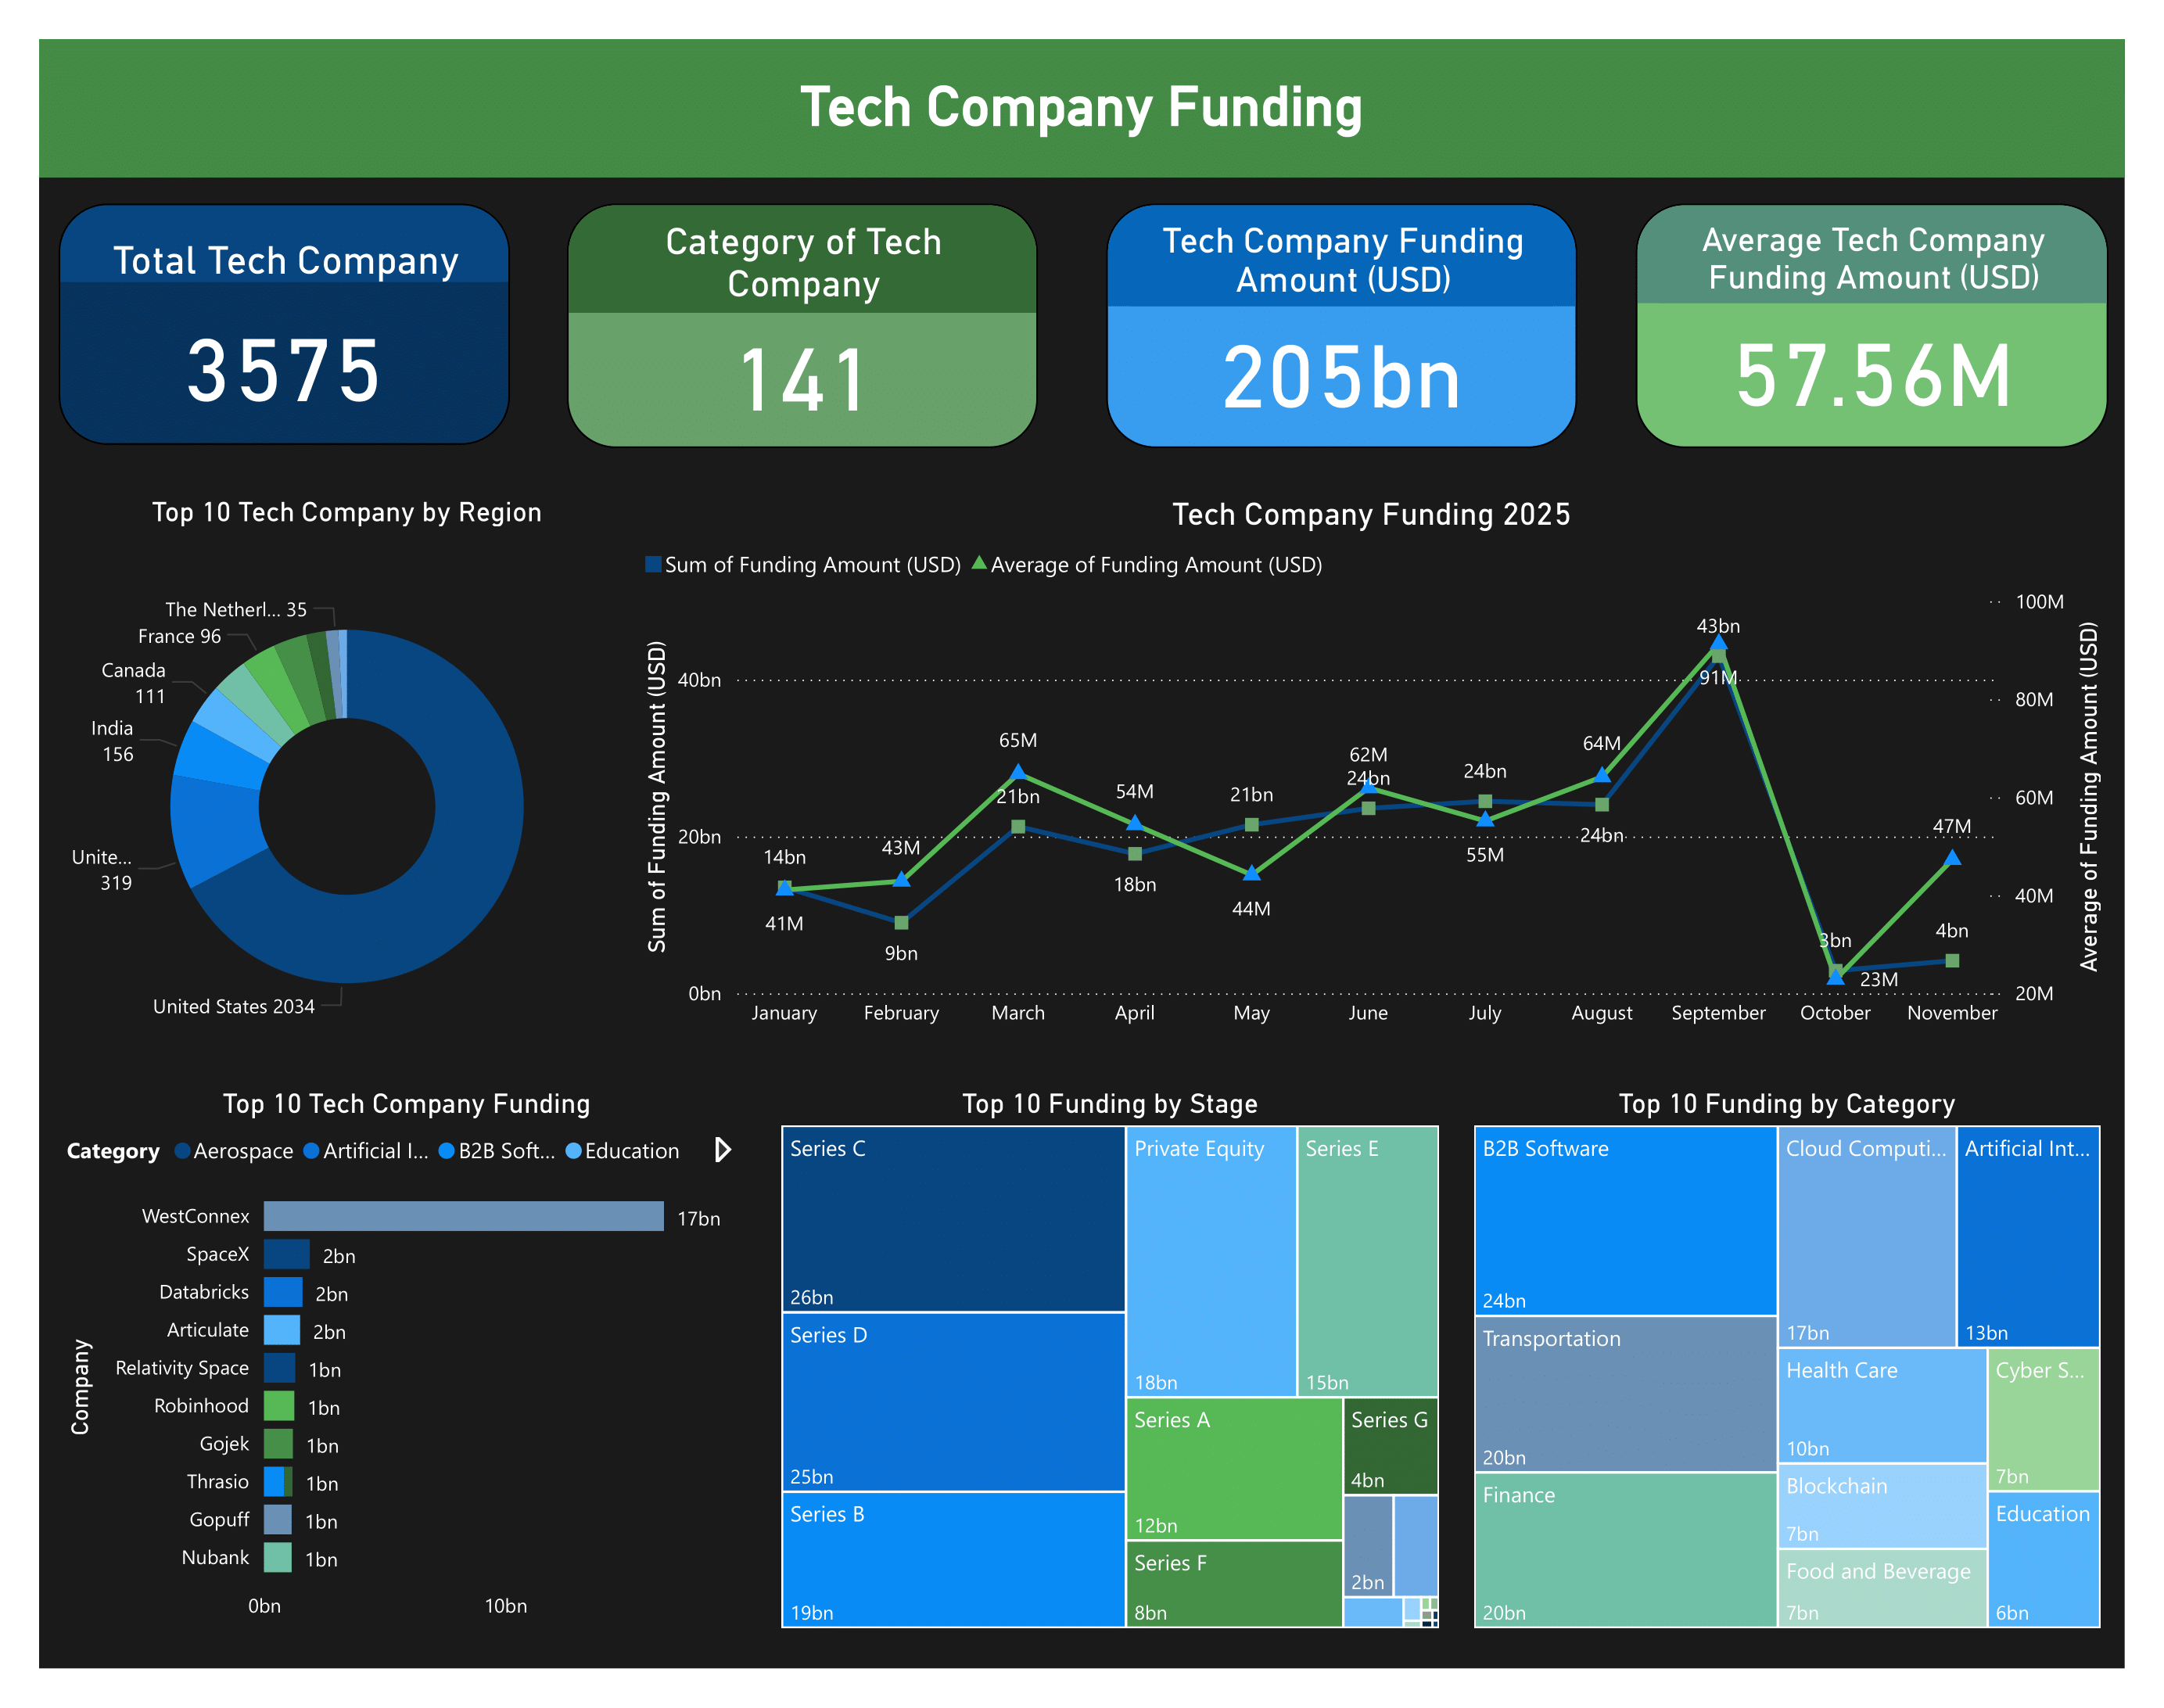 Tech Company Funding
Total Tech Company
3575
Category of Tech
Company
141
Tech Company Funding
Amount (USD)
205bn
Average Tech Company
Funding Amount (USD)
57.56M
Top 10 Tech Company by Region
The Netherl... 35
France 96
Canada
111
India
156
Unite...
319
United States 2034
Tech Company Funding 2025
Sum of Funding Amount (USD)
Average of Funding Amount (USD)
Sum of Funding Amount (USD)
40bn
20bn
0bn
14bn
41M
43M
9bn
65M
21bn
54M
18bn
21bn
44M
62M
24bn
24bn
55M
64M
24bn
43bn
91M
3bn
23M
47M
4bn
100M
80M
60M
40M
20M
Average of Funding Amount (USD)
January February March April May June July August September October November
Top 10 Tech Company Funding
Category Aerospace Artificial I... B2B Soft... Education
Company
WestConnex 17bn
SpaceX 2bn
Databricks 2bn
Articulate 2bn
Relativity Space 1bn
Robinhood 1bn
Gojek 1bn
Thrasio 1bn
Gopuff 1bn
Nubank 1bn
0bn 10bn
Top 10 Funding by Stage
Series C
26bn
Series D
25bn
Series B
19bn
Private Equity
18bn
Series E
15bn
Series A
12bn
Series F
8bn
Series G
4bn
2bn
Top 10 Funding by Category
B2B Software
24bn
Transportation
20bn
Finance
20bn
Cloud Computi...
17bn
Artificial Int...
13bn
Health Care
10bn
Blockchain
7bn
Food and Beverage
7bn
Cyber S...
7bn
Education
6bn